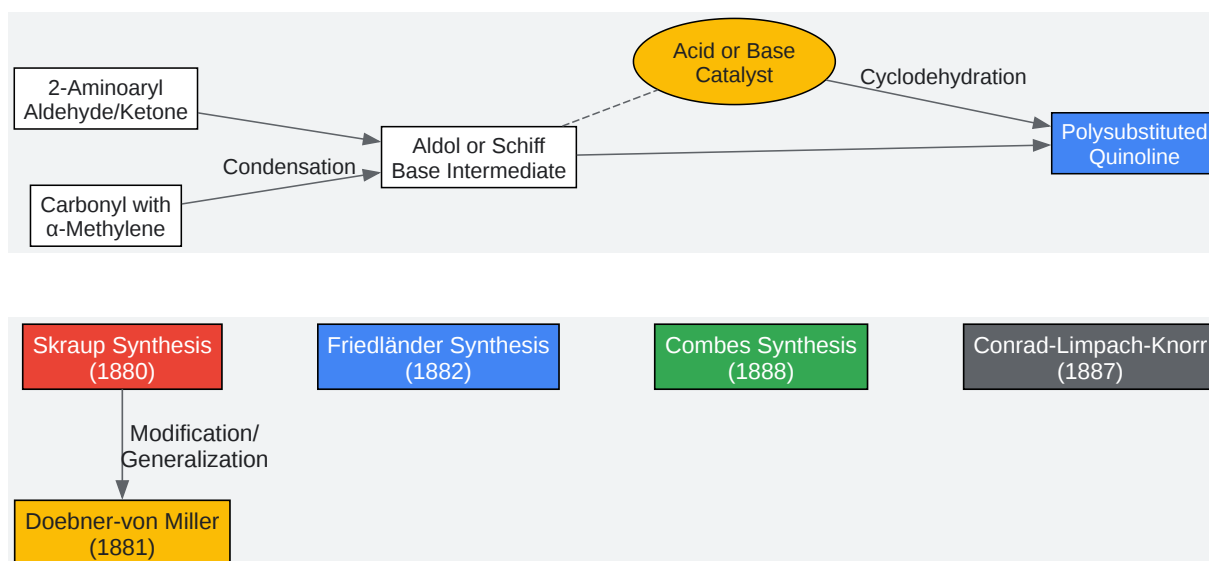 Acid or Base
Catalyst
2-Aminoaryl
Aldehyde/Ketone
Cyclodehydration
Polysubstituted
Quinoline
Aldol or Schiff
Base Intermediate
Condensation
Carbonyl with
α-Methylene
Skraup Synthesis
(1880)
Friedländer Synthesis
(1882)
Combes Synthesis
(1888)
Conrad-Limpach-Knorr
(1887)
Modification/
Generalization
Doebner-von Miller
(1881)